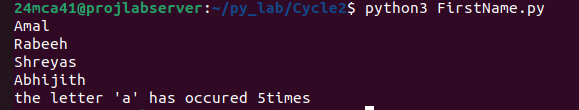 24mca41@projlabserver:~/py_lab/Cycle2$ python3 FirstName.py
Amal
Rabeeh
Shreyas
Abhijith
the letter 'a' has occured 5times